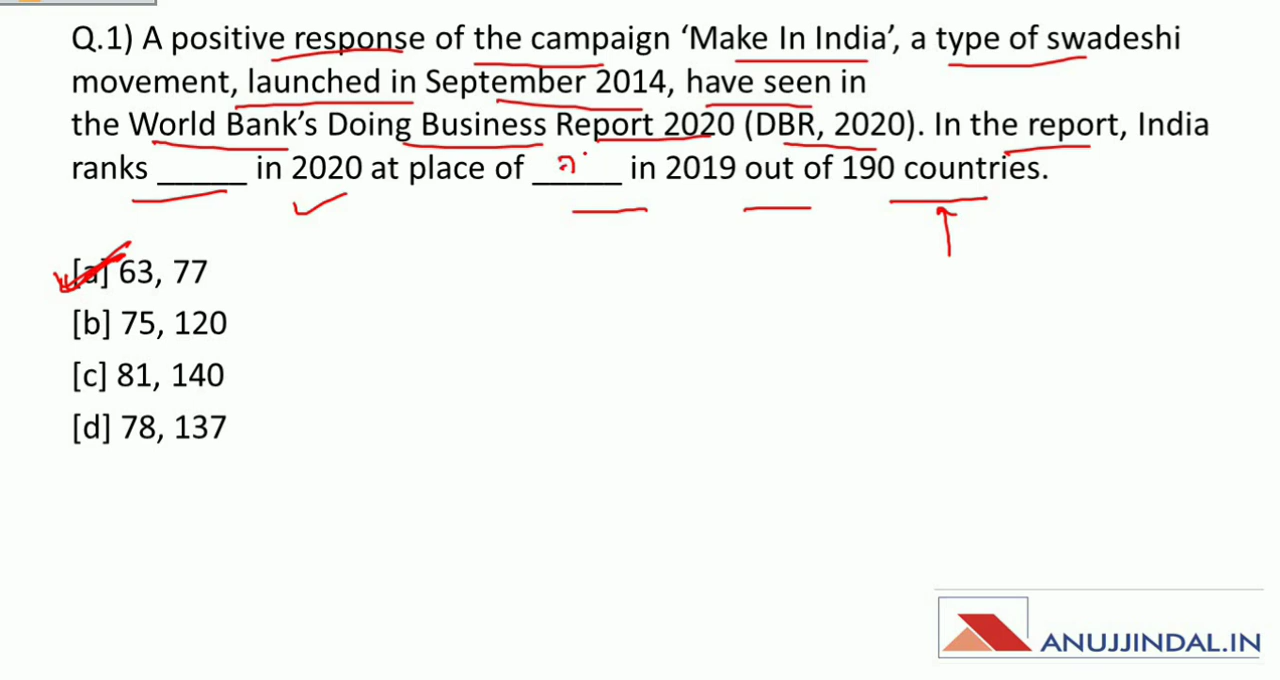 Q.1) A positive response of the campaign ‘Make In India’, a type of swadeshi
movement, launched in September 2014, have seen in
the World Bank’s Doing Business Report 2020 (DBR, 2020). In the report, India
ranks _____ in 2020 at place of _____ in 2019 out of 190 countries.
[a] 63, 77
[b] 75, 120
[c] 81, 140
[d] 78, 137
ANUJJINDAL.IN